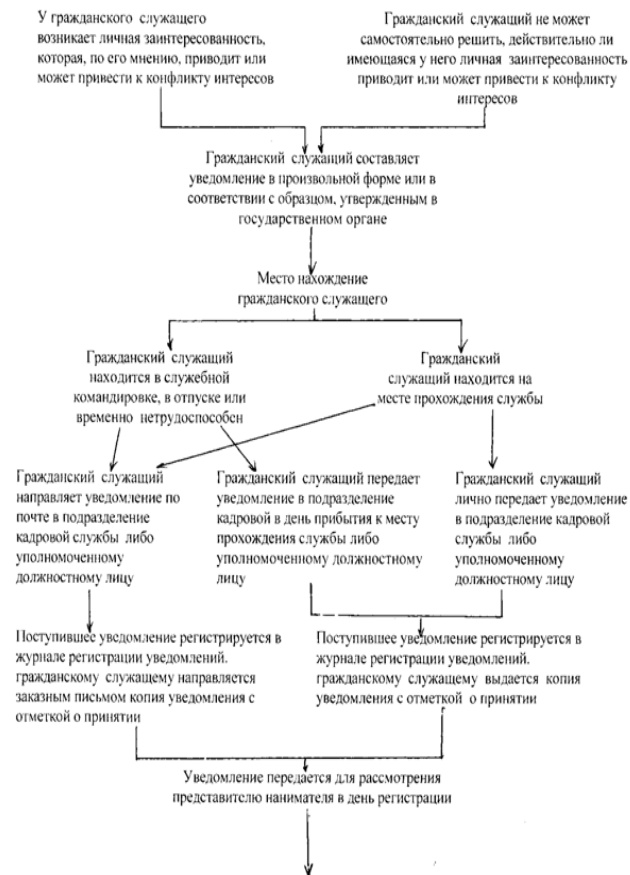 У гражданского служащего
возникает личная заинтересованность,
которая, по его мнению, приводит или
может привести к конфликту интересов
Гражданский служащий не может
самостоятельно решить, действительно ли
имеющаяся у него личная заинтересованность
приводит или может привести к конфликту
интересов
Гражданский служащий составляет
уведомление в произвольной форме или в
соответствии с образцом, утвержденным в
государственном органе
Место нахождение
гражданского служащего
Гражданский служащий
находится в служебной
командировке, в отпуске или
временно нетрудоспособен
Гражданский
служащий находится на
месте прохождения службы
Гражданский служащий
направляет уведомление по
почте в подразделение
кадровой службы либо
уполномоченному
должностному лицу
Гражданский служащий передает
уведомление в подразделение
кадровой в день прибытия к месту
прохождения службы либо
уполномоченному должностному
лицу
Гражданский служащий
лично передает уведомление
в подразделение кадровой
службы либо
уполномоченному
должностному лицу
Поступившее уведомление регистрируется в
журнале регистрации уведомлений.
гражданскому служащему направляется
заказным письмом копия уведомления с
отметкой о принятии
Поступившее уведомление регистрируется в
журнале регистрации уведомлений.
гражданскому служащему выдается копия
уведомления с отметкой о принятии
Уведомление передается для рассмотрения
представителю нанимателя в день регистрации